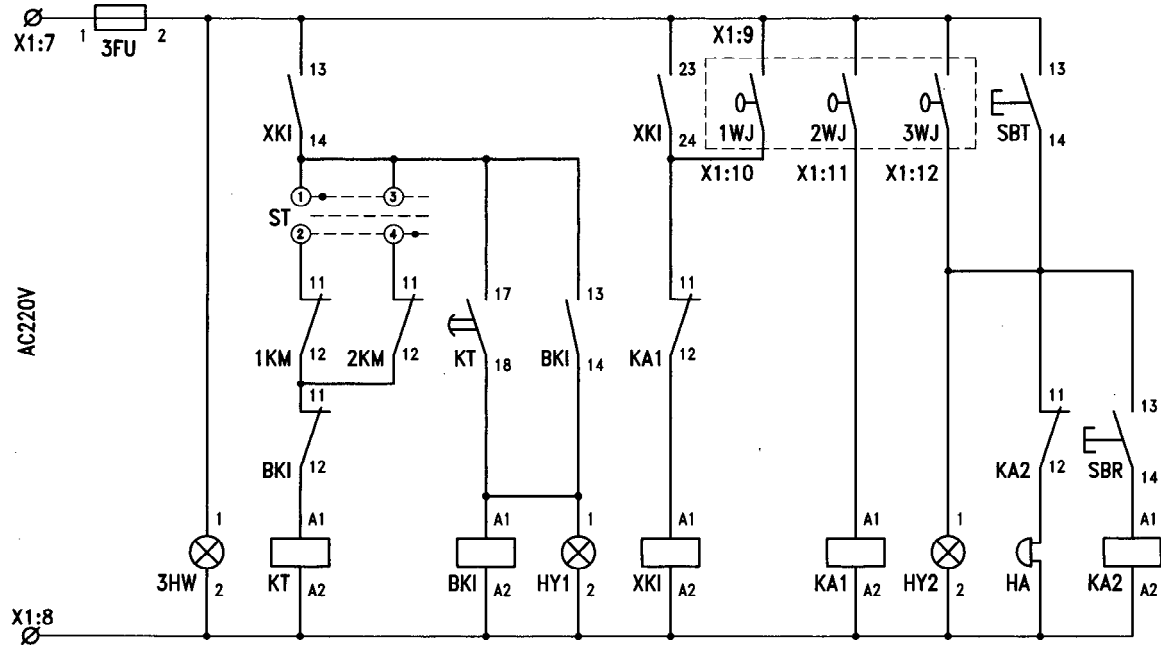 X1:7
1
3FU
2
X1:9
13
23
13
XKI
14
XKI
24
1WJ
2WJ
3WJ
SBT
14
X1:10
X1:11
X1:12
1
3
ST
2
4
AC220V
11
11
17
13
11
1KM
12
2KM
12
KT
18
BKI
14
KA1
12
11
11
13
BKI
12
KA2
12
SBR
14
1
A1
A1
1
A1
A1
1
A1
3HW
2
KT
A2
BKI
A2
HY1
2
XKI
A2
KA1
A2
HY2
2
HA
KA2
A2
X1:8